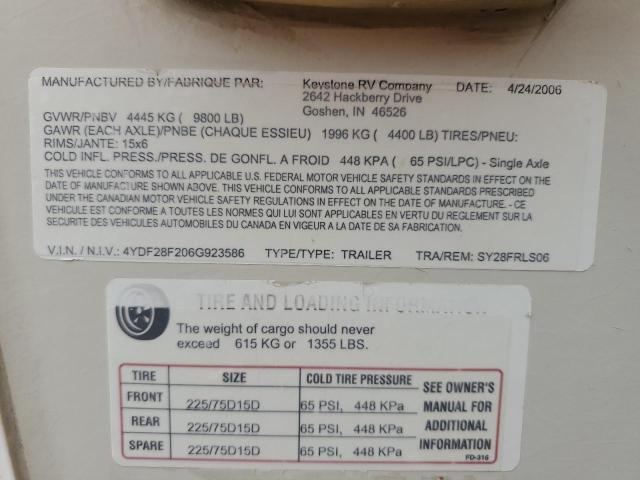 MANUFACTURED BY/FABRIQUE PAR: Keystone RV Company DATE: 4/24/2006
2642 Hackberry Drive
GVWR/PNBV 4445 KG ( 9800 LB) Goshen, IN 46526
GAWR (EACH AXLE)/PNBE (CHAQUE ESSIEU) 1996 KG ( 4400 LB) TIRES/PNEU:
RIMS/JANTE: 15x6
COLD INFL. PRESS./PRESS. DE GONFL. A FROID 448 KPA ( 65 PSI/LPC) - Single Axle
THIS VEHICLE CONFORMS TO ALL APPLICABLE U.S. FEDERAL MOTOR VEHICLE SAFETY STANDARDS IN EFFECT ON THE
DATE OF MANUFACTURE SHOWN ABOVE. THIS VEHICLE CONFORMS TO ALL APPLICABLE STANDARDS PRESCRIBED
UNDER THE CANADIAN MOTOR VEHICLE SAFETY REGULATIONS IN EFFECT ON THE DATE OF MANUFACTURE - CE
VEHICULE EST CONFORME A TOUTES LES NORMES QUI LUI SONT APPLICABLES EN VERTU DU REGLEMENT SUR LA
SECURITE DES VEHICULES AUTOMOBILES DU CANADA EN VIGEUR A LA DATE DE SA FABRICATION.
V.I.N. / N.I.V.: 4YDF28F206G923586 TYPE/TYPE: TRAILER TRA/REM: SY28FRLS06
TIRE AND LOADING INFORMATION
The weight of cargo should never
exceed 615 KG or 1355 LBS.
TIRE SIZE COLD TIRE PRESSURE SEE OWNER'S MANUAL FOR ADDITIONAL INFORMATION
FRONT 225/75D15D 65 PSI, 448 KPa
REAR 225/75D15D 65 PSI, 448 KPa
SPARE 225/75D15D 65 PSI, 448 KPa
FD-316